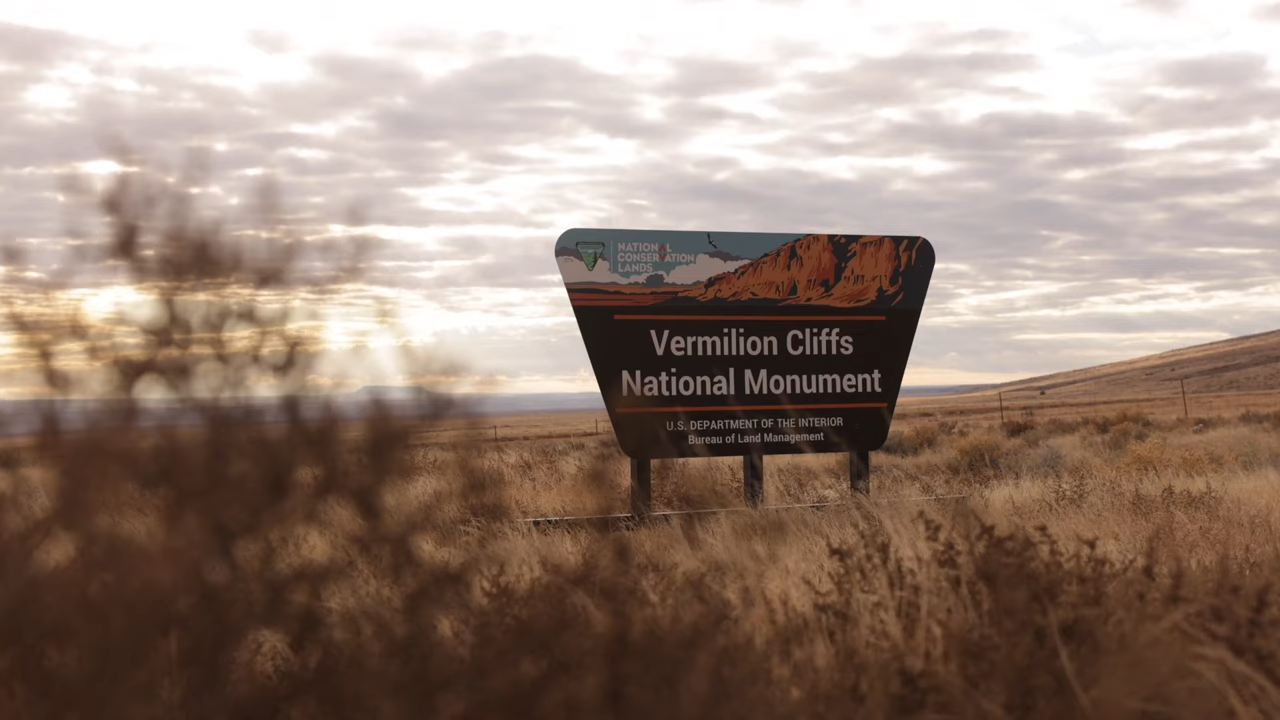 NATIONAL
CONSERVATION
LANDS
Vermilion Cliffs
National Monument
U.S. DEPARTMENT OF THE INTERIOR
Bureau of Land Management